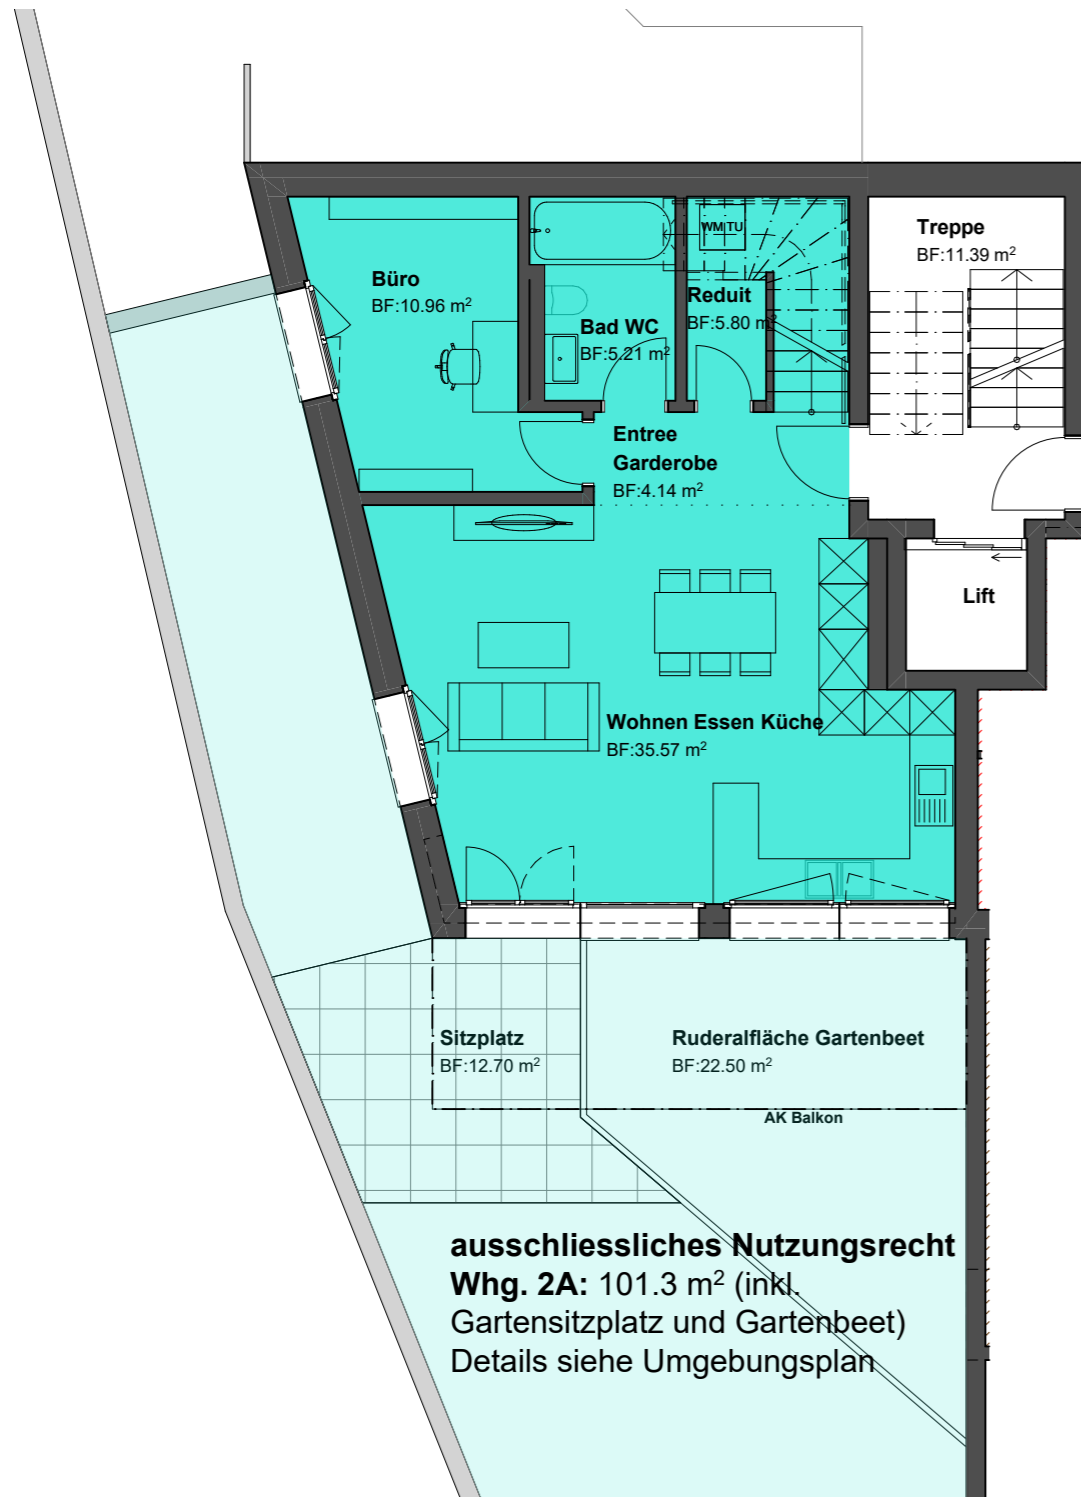 Treppe
BF:11.39 m²
Büro
BF:10.96 m²
WM TU
Reduit
BF:5.80 m²
Bad WC
BF:5.21 m²
Entree
Garderobe
BF:4.14 m²
Lift
Wohnen Essen Küche
BF:35.57 m²
Sitzplatz
BF:12.70 m²
Ruderalfläche Gartenbeet
BF:22.50 m²
AK Balkon
ausschliessliches Nutzungsrecht
Whg. 2A: 101.3 m² (inkl.
Gartensitzplatz und Gartenbeet)
Details siehe Umgebungsplan